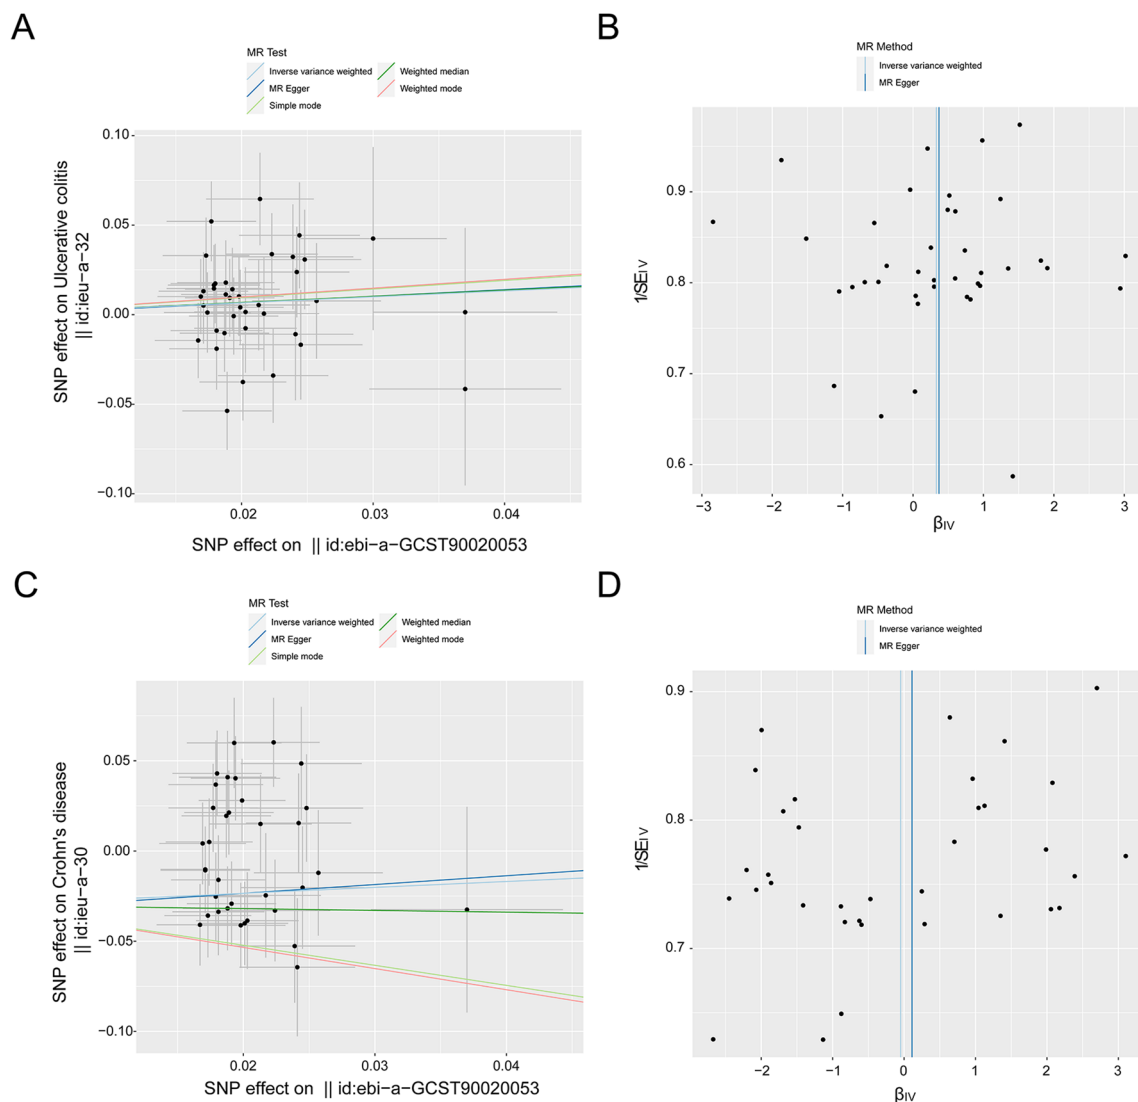 A
MR Test
Inverse variance weighted
Weighted median
MR Egger
Weighted mode
Simple mode
SNP effect on Ulcerative colitis
|| id:ieu−a−32
0.10
0.05
0.00
−0.05
−0.10
0.02
0.03
0.04
SNP effect on || id:ebi−a−GCST90020053
B
MR Method
Inverse variance weighted
MR Egger
1/SEIV
0.9
0.8
0.7
0.6
−3
−2
−1
0
1
2
3
βIV
C
MR Test
Inverse variance weighted
Weighted median
MR Egger
Weighted mode
Simple mode
SNP effect on Crohn's disease
|| id:ieu−a−30
0.05
0.00
−0.05
−0.10
0.02
0.03
0.04
SNP effect on || id:ebi−a−GCST90020053
D
MR Method
Inverse variance weighted
MR Egger
1/SEIV
0.9
0.8
0.7
−2
−1
0
1
2
3
βIV